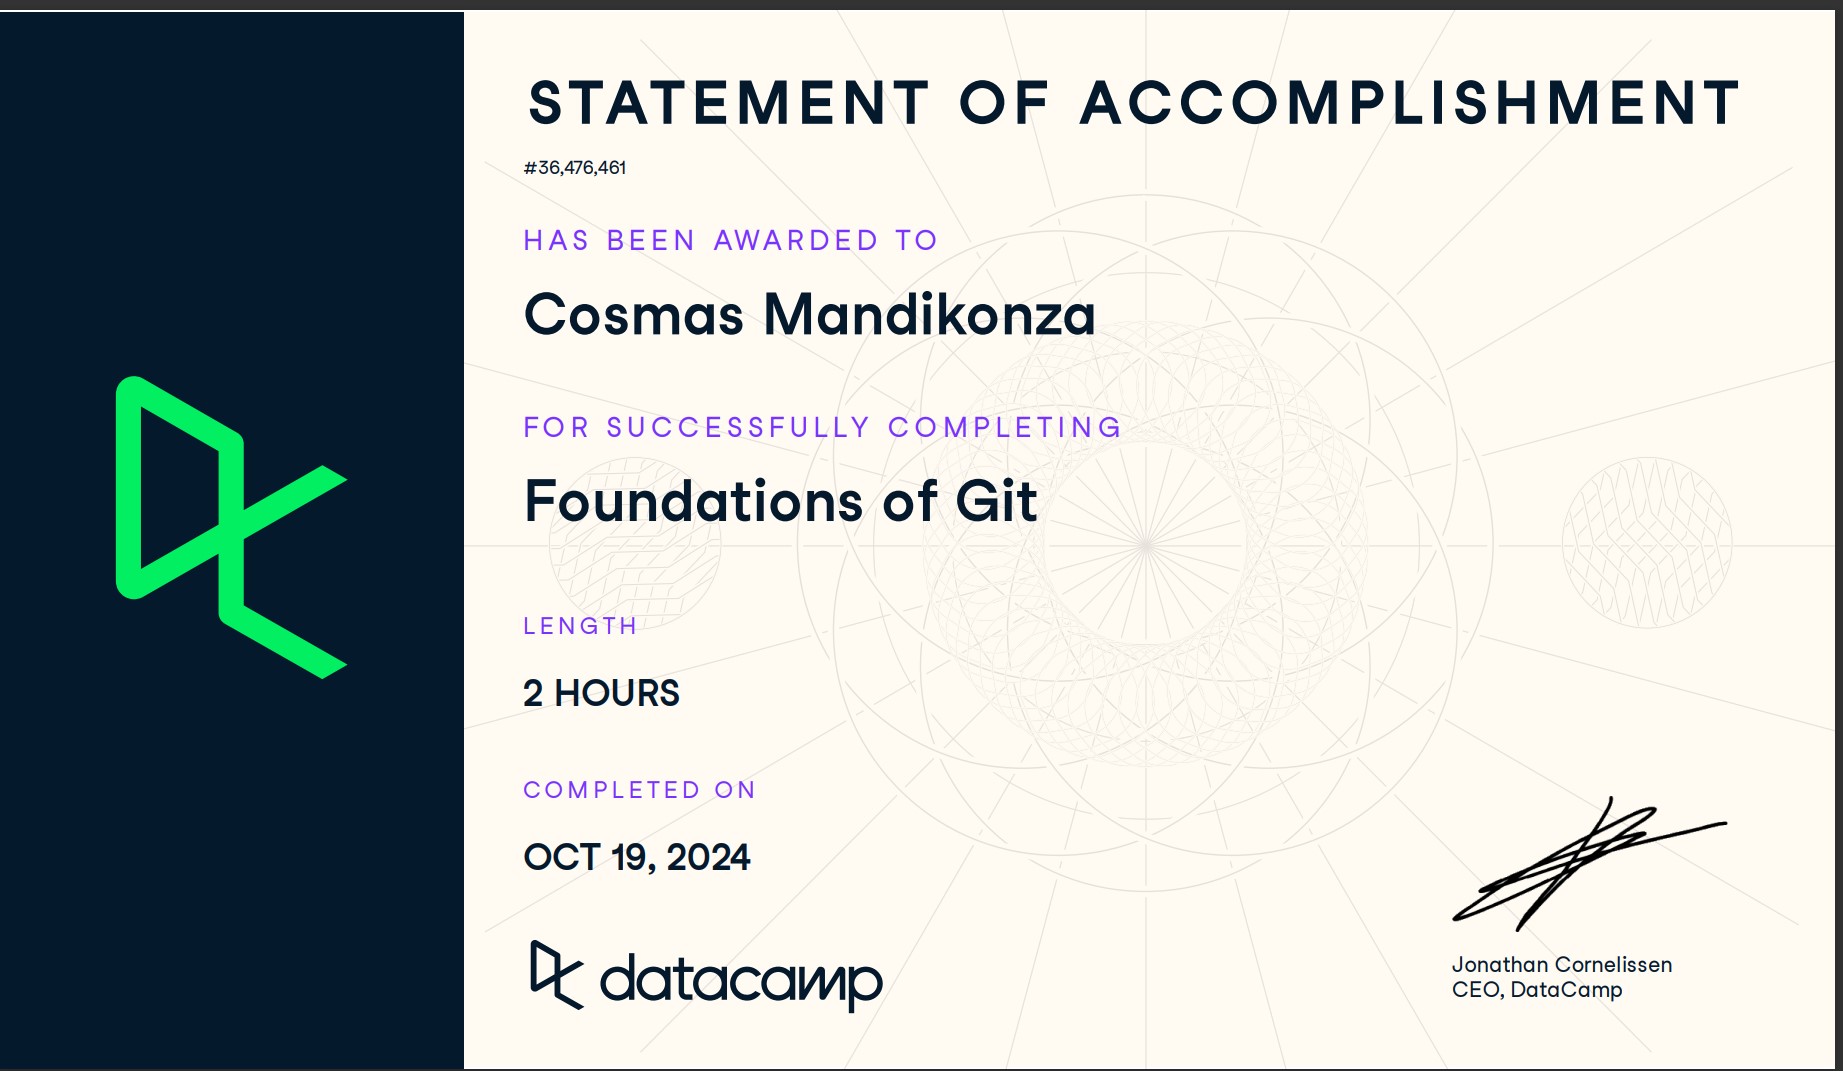 STATEMENT OF ACCOMPLISHMENT
#36,476,461
HAS BEEN AWARDED TO
Cosmas Mandikonza
FOR SUCCESSFULLY COMPLETING
Foundations of Git
LENGTH
2 HOURS
COMPLETED ON
OCT 19, 2024
datacamp
Jonathan Cornelissen
CEO, DataCamp